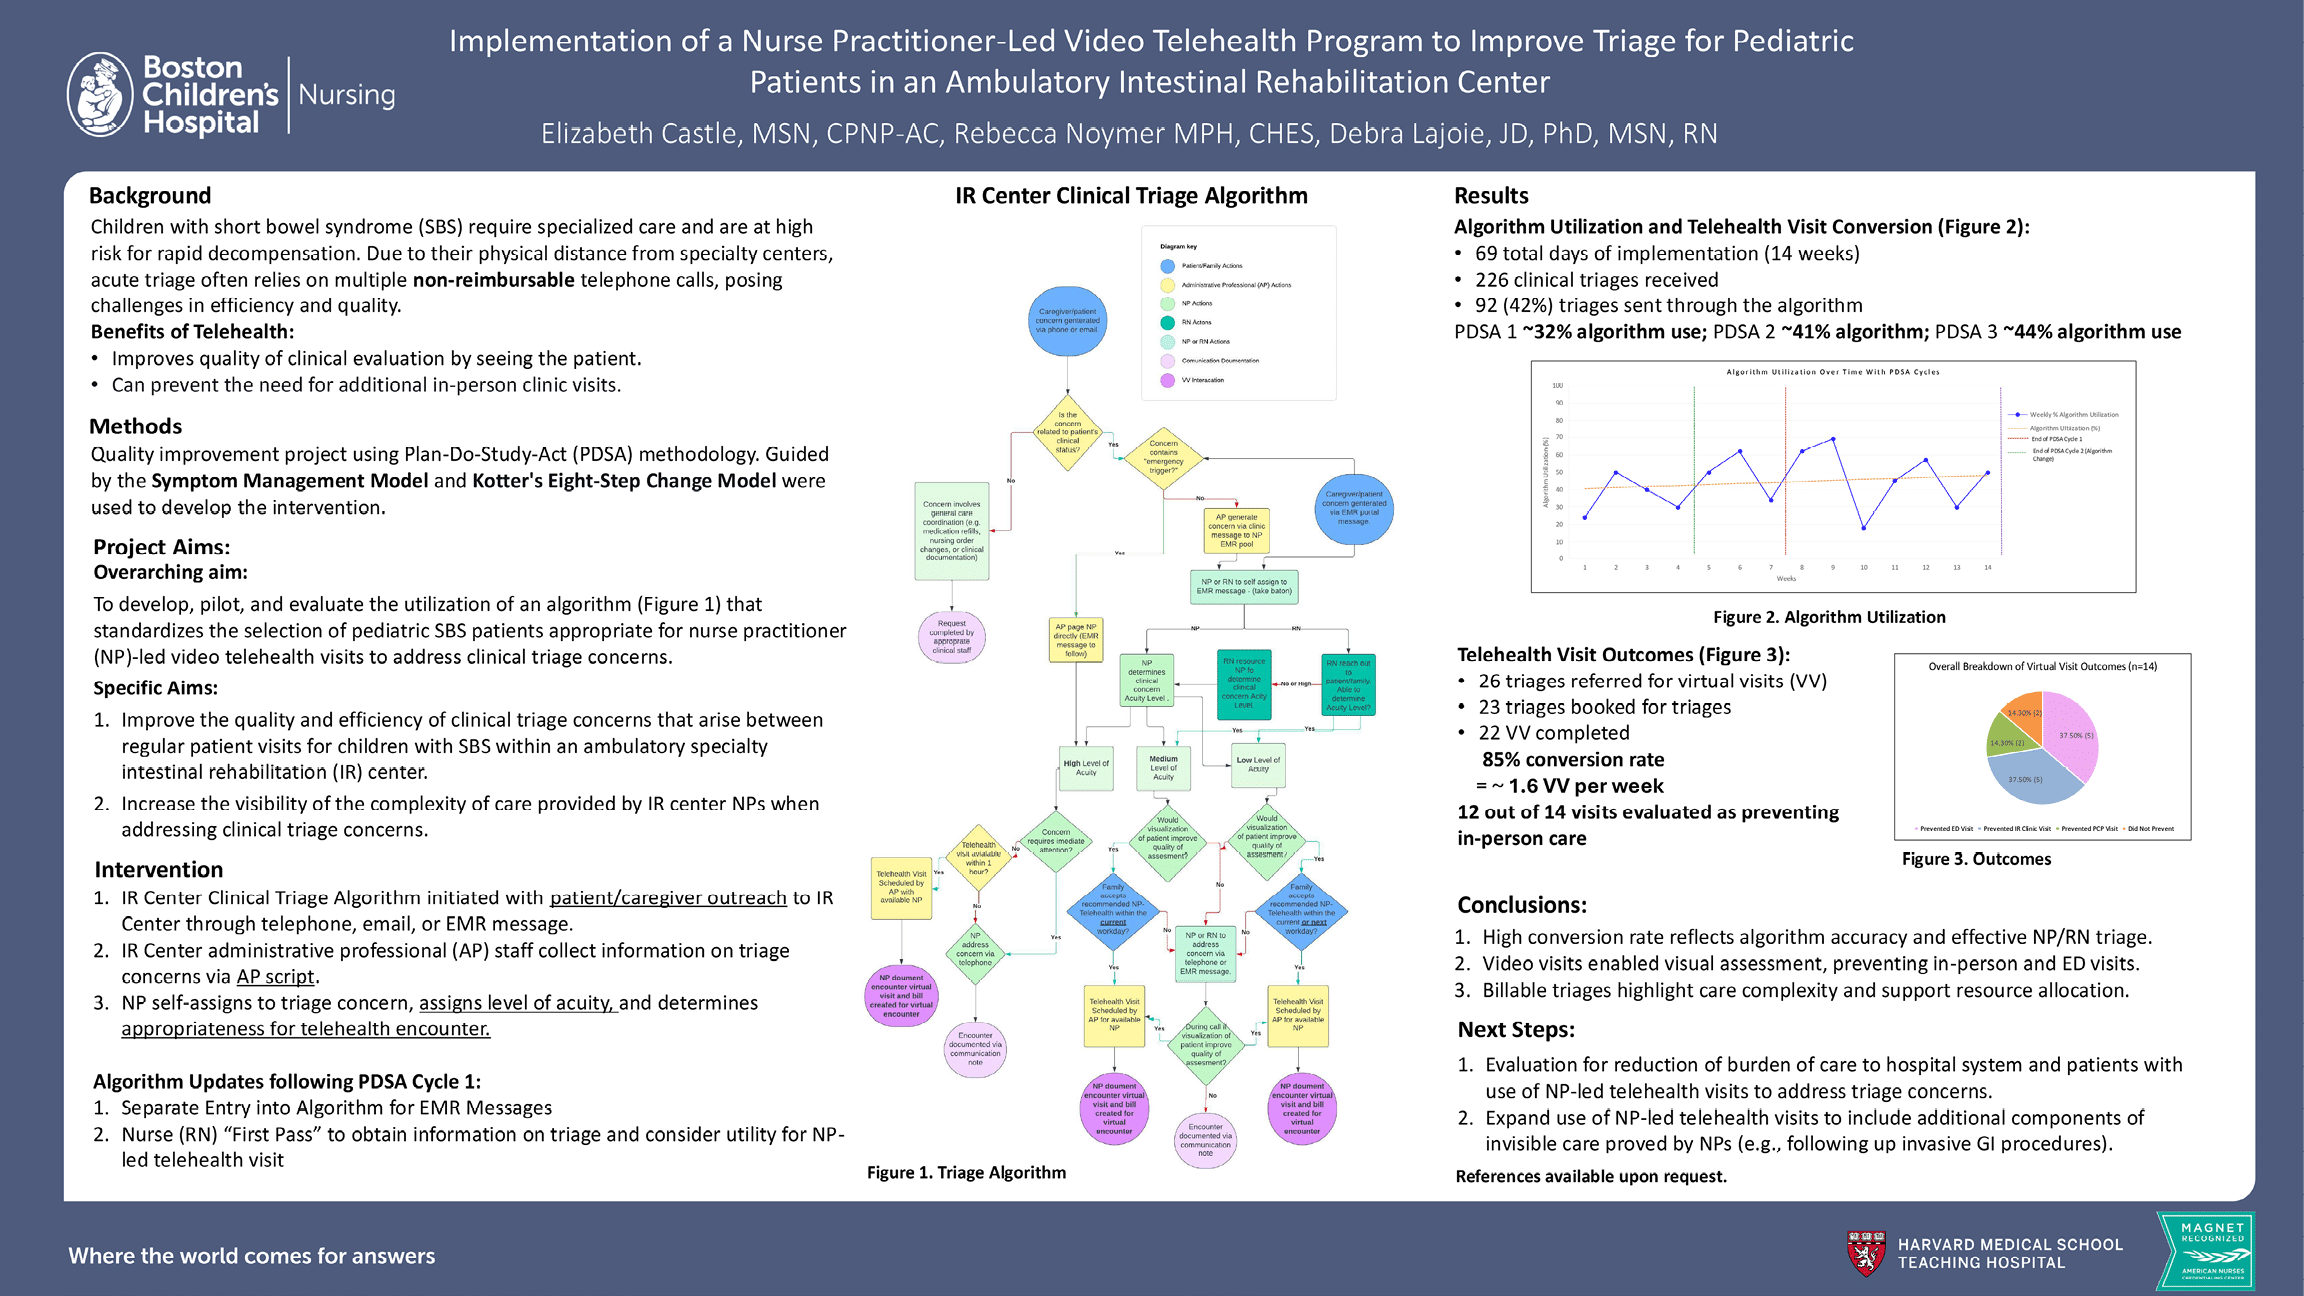 Boston
Children's
Hospital
Nursing
Implementation of a Nurse Practitioner-Led Video Telehealth Program to Improve Triage for Pediatric
Patients in an Ambulatory Intestinal Rehabilitation Center
Elizabeth Castle, MSN, CPNP-AC, Rebecca Noymer MPH, CHES, Debra Lajoie, JD, PhD, MSN, RN
Background
Children with short bowel syndrome (SBS) require specialized care and are at high
risk for rapid decompensation. Due to their physical distance from specialty centers,
acute triage often relies on multiple non-reimbursable telephone calls, posing
challenges in efficiency and quality.
Benefits of Telehealth:
• Improves quality of clinical evaluation by seeing the patient.
• Can prevent the need for additional in-person clinic visits.
Methods
Quality improvement project using Plan-Do-Study-Act (PDSA) methodology. Guided
by the Symptom Management Model and Kotter's Eight-Step Change Model were
used to develop the intervention.
Project Aims:
Overarching aim:
To develop, pilot, and evaluate the utilization of an algorithm (Figure 1) that
standardizes the selection of pediatric SBS patients appropriate for nurse practitioner
(NP)-led video telehealth visits to address clinical triage concerns.
Specific Aims:
1. Improve the quality and efficiency of clinical triage concerns that arise between
regular patient visits for children with SBS within an ambulatory specialty
intestinal rehabilitation (IR) center.
2. Increase the visibility of the complexity of care provided by IR center NPs when
addressing clinical triage concerns.
Intervention
1. IR Center Clinical Triage Algorithm initiated with patient/caregiver outreach to IR
Center through telephone, email, or EMR message.
2. IR Center administrative professional (AP) staff collect information on triage
concerns via AP script.
3. NP self-assigns to triage concern, assigns level of acuity, and determines
appropriateness for telehealth encounter.
Algorithm Updates following PDSA Cycle 1:
1. Separate Entry into Algorithm for EMR Messages
2. Nurse (RN) “First Pass” to obtain information on triage and consider utility for NP-
led telehealth visit
IR Center Clinical Triage Algorithm
Diagram key
Patient/Family Actions
Administrative Professional (AP) Actions
NP Actions
RN Actons
NP or RN Actions
Comunication Doumentation
VV Interacation
Caregiver/patient
concern genterated
via phone or email.
Is the
concern
related to patient's
clinical
status?
Yes
No
Concern
contains
"emergency
trigger?"
Caregiver/patient
concern genterated
via EMR portal
message.
Concern involves
general care
coordination (e.g.
medication refills,
nursing order
changes, or clinical
documentation)
No
AP generate
concern via clinic
message to NP
EMR pool
Yes
NP or RN to self assign to
EMR message - (take baton)
Request
completed by
appropriate
clinical staff
AP page NP
directly (EMR
message to
follow)
NP
RN
NP
determines
clinical
concern
Acuity Level .
RN resource
NP fo
determine
clinical
concern Acity
Level.
No or High
RN reach out
to
patient/family.
Able to
determine
Acuity Level?
Yes
Yes
High Level of
Acuity
Medium
Level of
Acuity
Low Level of
Acuity
Telehealth
visit avialable
within 1
hour?
No
Concern
requires imediate
attention?
Would
visualization
of patient improve
quality of
assesment?
Would
visualization
of patient improve
quality of
assesment?
Telehealth Visit
Scheduled by
AP with
available NP
Yes
Yes
Yes
No
Family
accepts
recommended NP-
Telehealth within the
current
workday?
Family
accepts
recommended NP-
Telehealth within the
current or next
workday?
No
No
No
Yes
NP
address
concern via
telephone
NP or RN to
address
concern via
telephone or
EMR message.
Yes
Yes
NP doument
encounter virtual
visit and bill
created for virtual
encounter
Telehealth Visit
Scheduled by
AP for available
NP
Telehealth Visit
Scheduled by
AP for available
NP
Encounter
documented via
communication
note
Yes
During call if
visualization of
patient improve
quality of
assesment?
Yes
No
NP doument
encounter virtual
visit and bill
created for
virtual
encounter
NP doument
encounter virtual
visit and bill
created for
virtual
encounter
Encounter
documented via
communication
note
Figure 1. Triage Algorithm
Results
Algorithm Utilization and Telehealth Visit Conversion (Figure 2):
• 69 total days of implementation (14 weeks)
• 226 clinical triages received
• 92 (42%) triages sent through the algorithm
PDSA 1 ~32% algorithm use; PDSA 2 ~41% algorithm; PDSA 3 ~44% algorithm use
Algorithm Utilization Over Time With PDSA Cycles
Algorithm Utilization(%)
100
90
80
70
60
50
40
30
20
10
0
1 2 3 4 5 6 7 8 9 10 11 12 13 14
Weeks
Weekly % Algorithm Utilization
Algorithm Utlization (%)
End of PDSA Cycle 1
End of PDSA Cycle 2 (Algorithm
Change)
Figure 2. Algorithm Utilization
Telehealth Visit Outcomes (Figure 3):
• 26 triages referred for virtual visits (VV)
• 23 triages booked for triages
• 22 VV completed
85% conversion rate
= ~ 1.6 VV per week
12 out of 14 visits evaluated as preventing
in-person care
Overall Breakdown of Virtual Visit Outcomes (n=14)
14.30% (2)
37.50% (5)
14.30% (2)
37.50% (5)
Prevented ED Visit Prevented IR Clinic Visit Prevented PCP Visit Did Not Prevent
Figure 3. Outcomes
Conclusions:
1. High conversion rate reflects algorithm accuracy and effective NP/RN triage.
2. Video visits enabled visual assessment, preventing in-person and ED visits.
3. Billable triages highlight care complexity and support resource allocation.
Next Steps:
1. Evaluation for reduction of burden of care to hospital system and patients with
use of NP-led telehealth visits to address triage concerns.
2. Expand use of NP-led telehealth visits to include additional components of
invisible care proved by NPs (e.g., following up invasive GI procedures).
References available upon request.
Where the world comes for answers
HARVARD MEDICAL SCHOOL
TEACHING HOSPITAL
MAGNET
RECOGNIZED
AMERICAN NURSES
CREDENTIALING CENTER